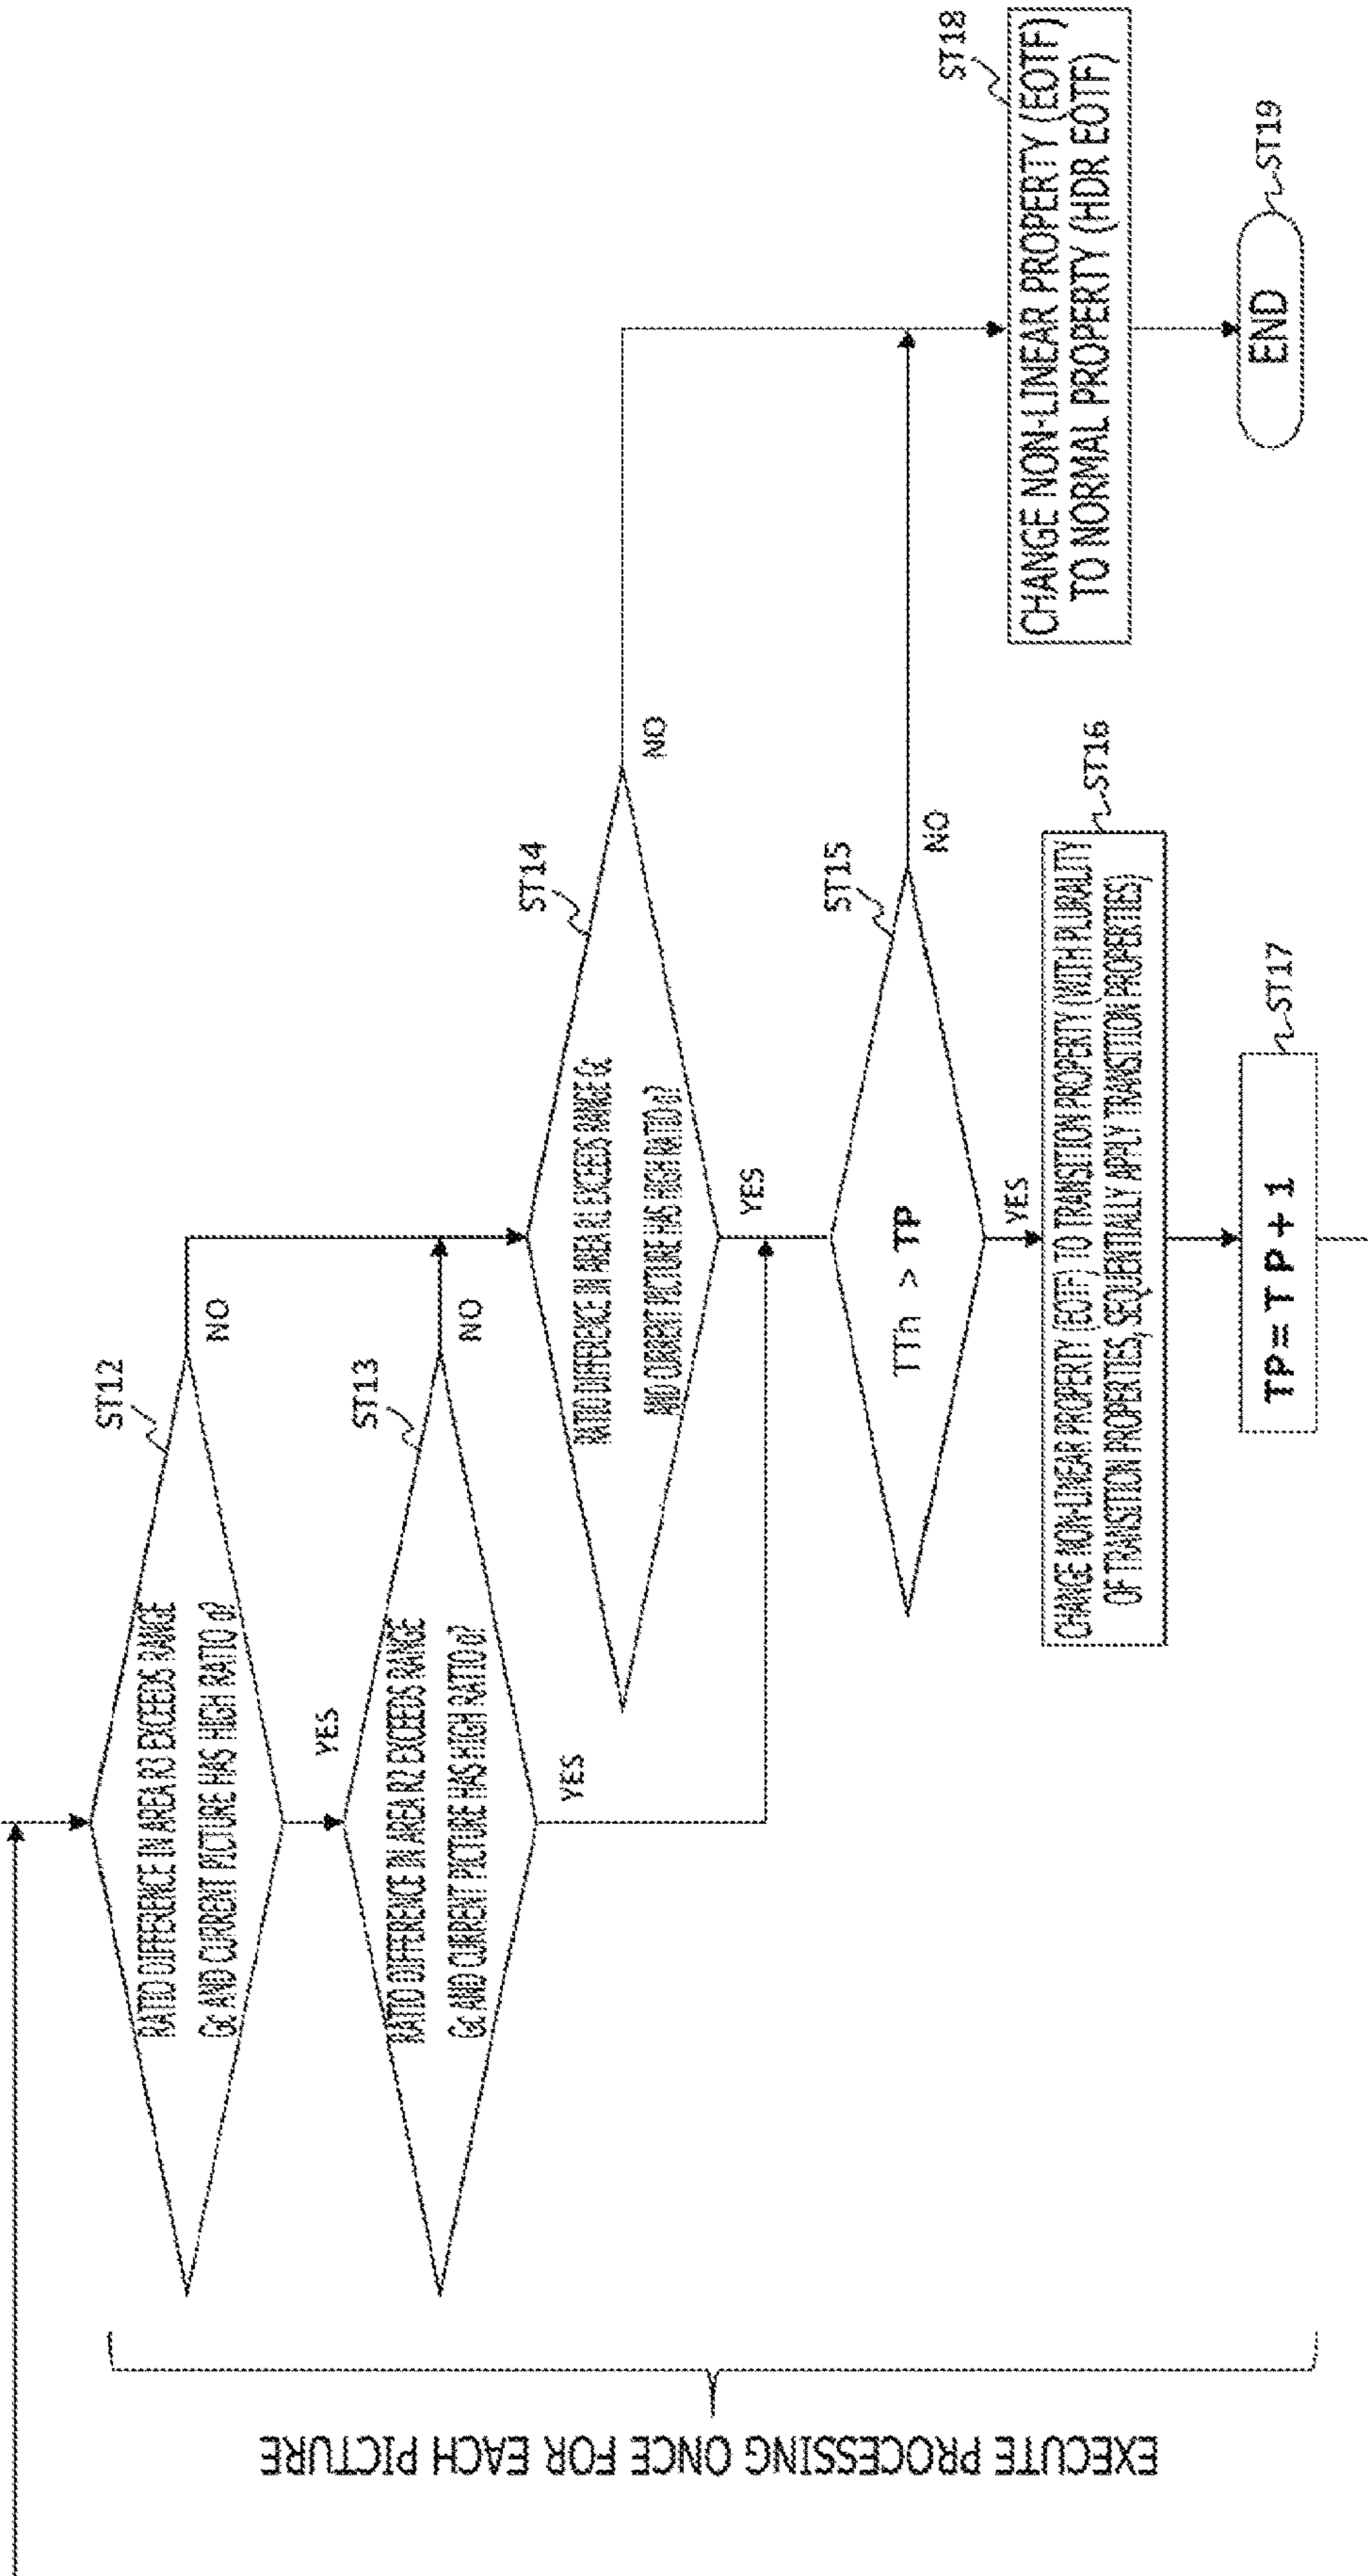 ST12
RATIO DIFFERENCE IN AREA R3 EXCEEDS RANGE
Gc AND CURRENT PICTURE HAS HIGH RATIO α?
NO
YES
ST13
RATIO DIFFERENCE IN AREA R2 EXCEEDS RANGE
Gc AND CURRENT PICTURE HAS HIGH RATIO α?
NO
YES
ST14
RATIO DIFFERENCE IN AREA R1 EXCEEDS RANGE Gc
AND CURRENT PICTURE HAS HIGH RATIO α?
NO
YES
ST15
TTh > TP
NO
YES
ST16
CHANGE NON-LINEAR PROPERTY (EOTF) TO TRANSITION PROPERTY (WITH PLURALITY
OF TRANSITION PROPERTIES, SEQUENTIALLY APPLY TRANSITION PROPERTIES)
ST17
TP = TP + 1
ST18
CHANGE NON-LINEAR PROPERTY (EOTF)
TO NORMAL PROPERTY (HDR EOTF)
ST19
END
EXECUTE PROCESSING ONCE FOR EACH PICTURE